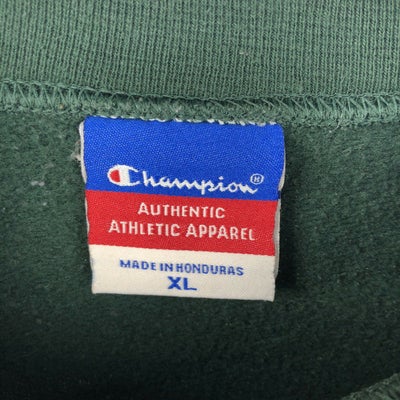 Champion®
AUTHENTIC
ATHLETIC APPAREL
MADE IN HONDURAS
XL